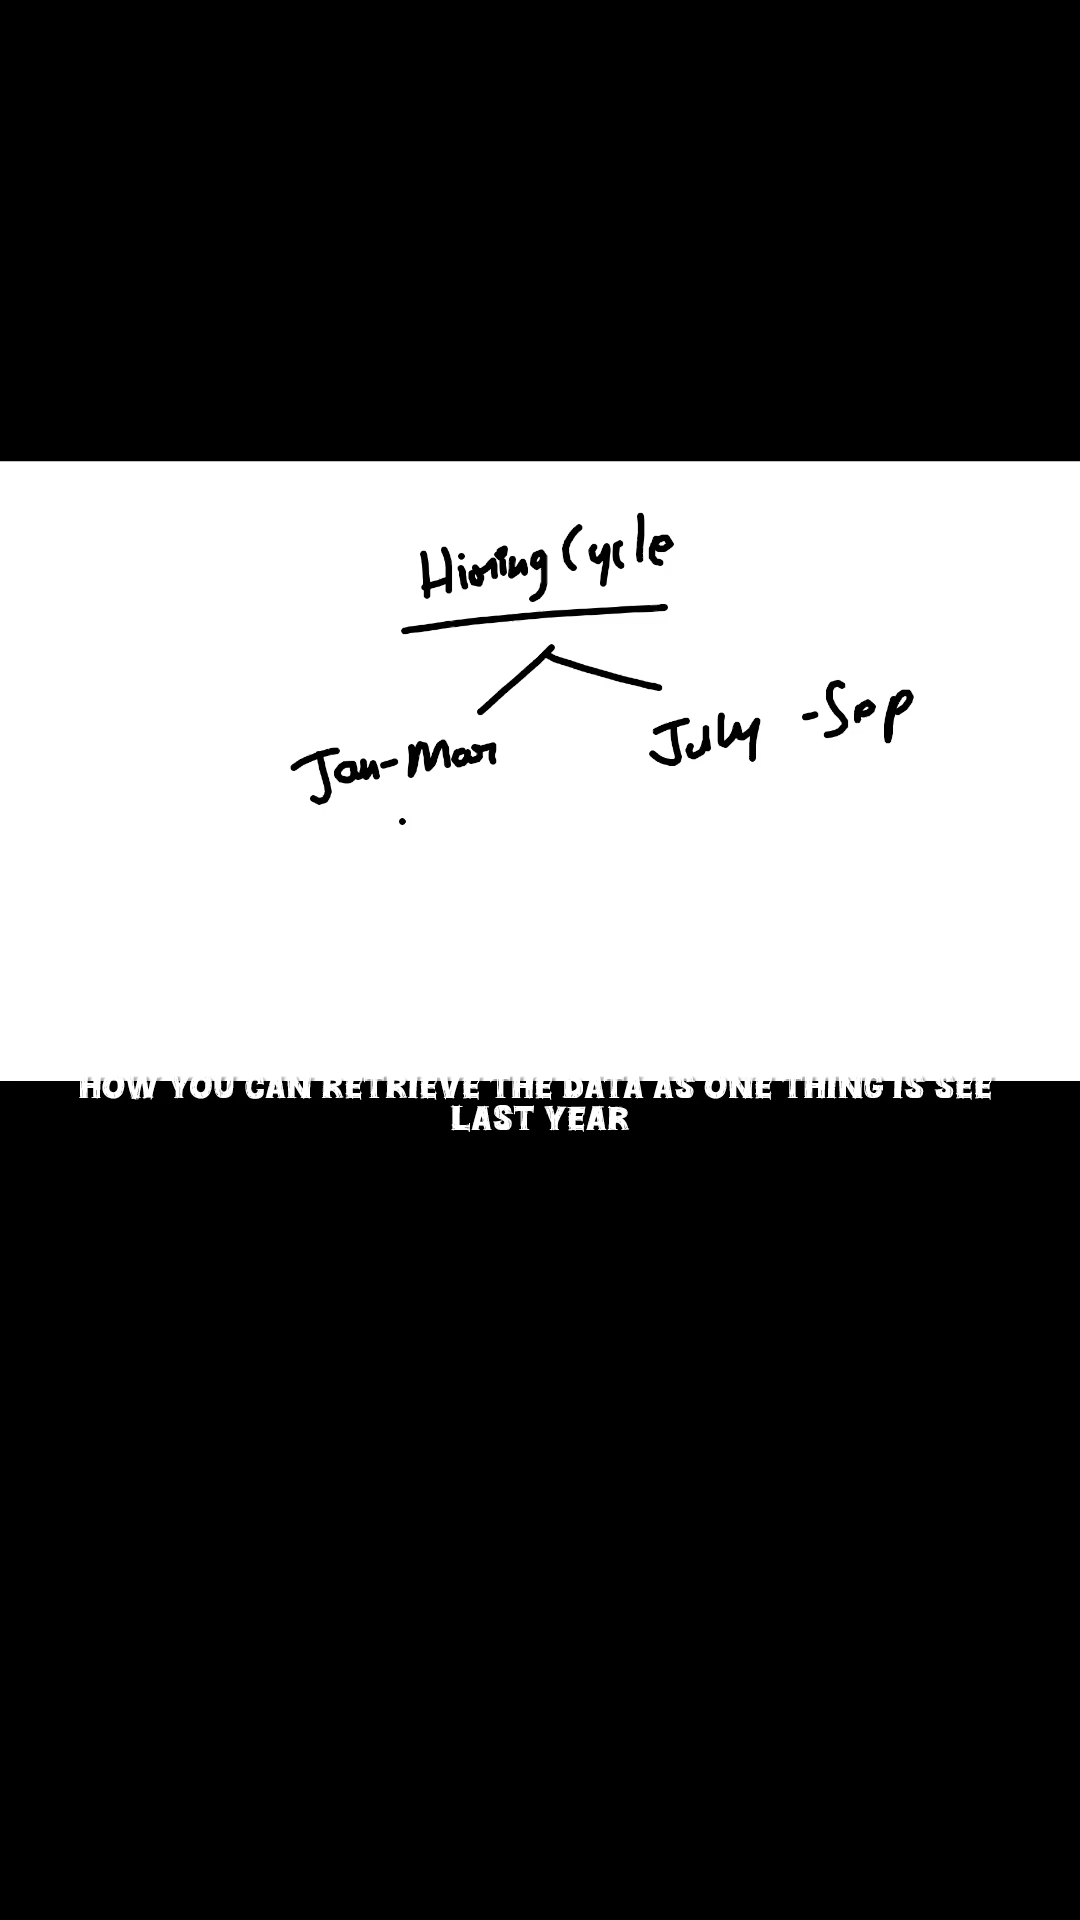 Hiring Cycle
Jan-Mar
July -Sep
HOW YOU CAN RETRIEVE THE DATA AS ONE THING IS SEE
LAST YEAR